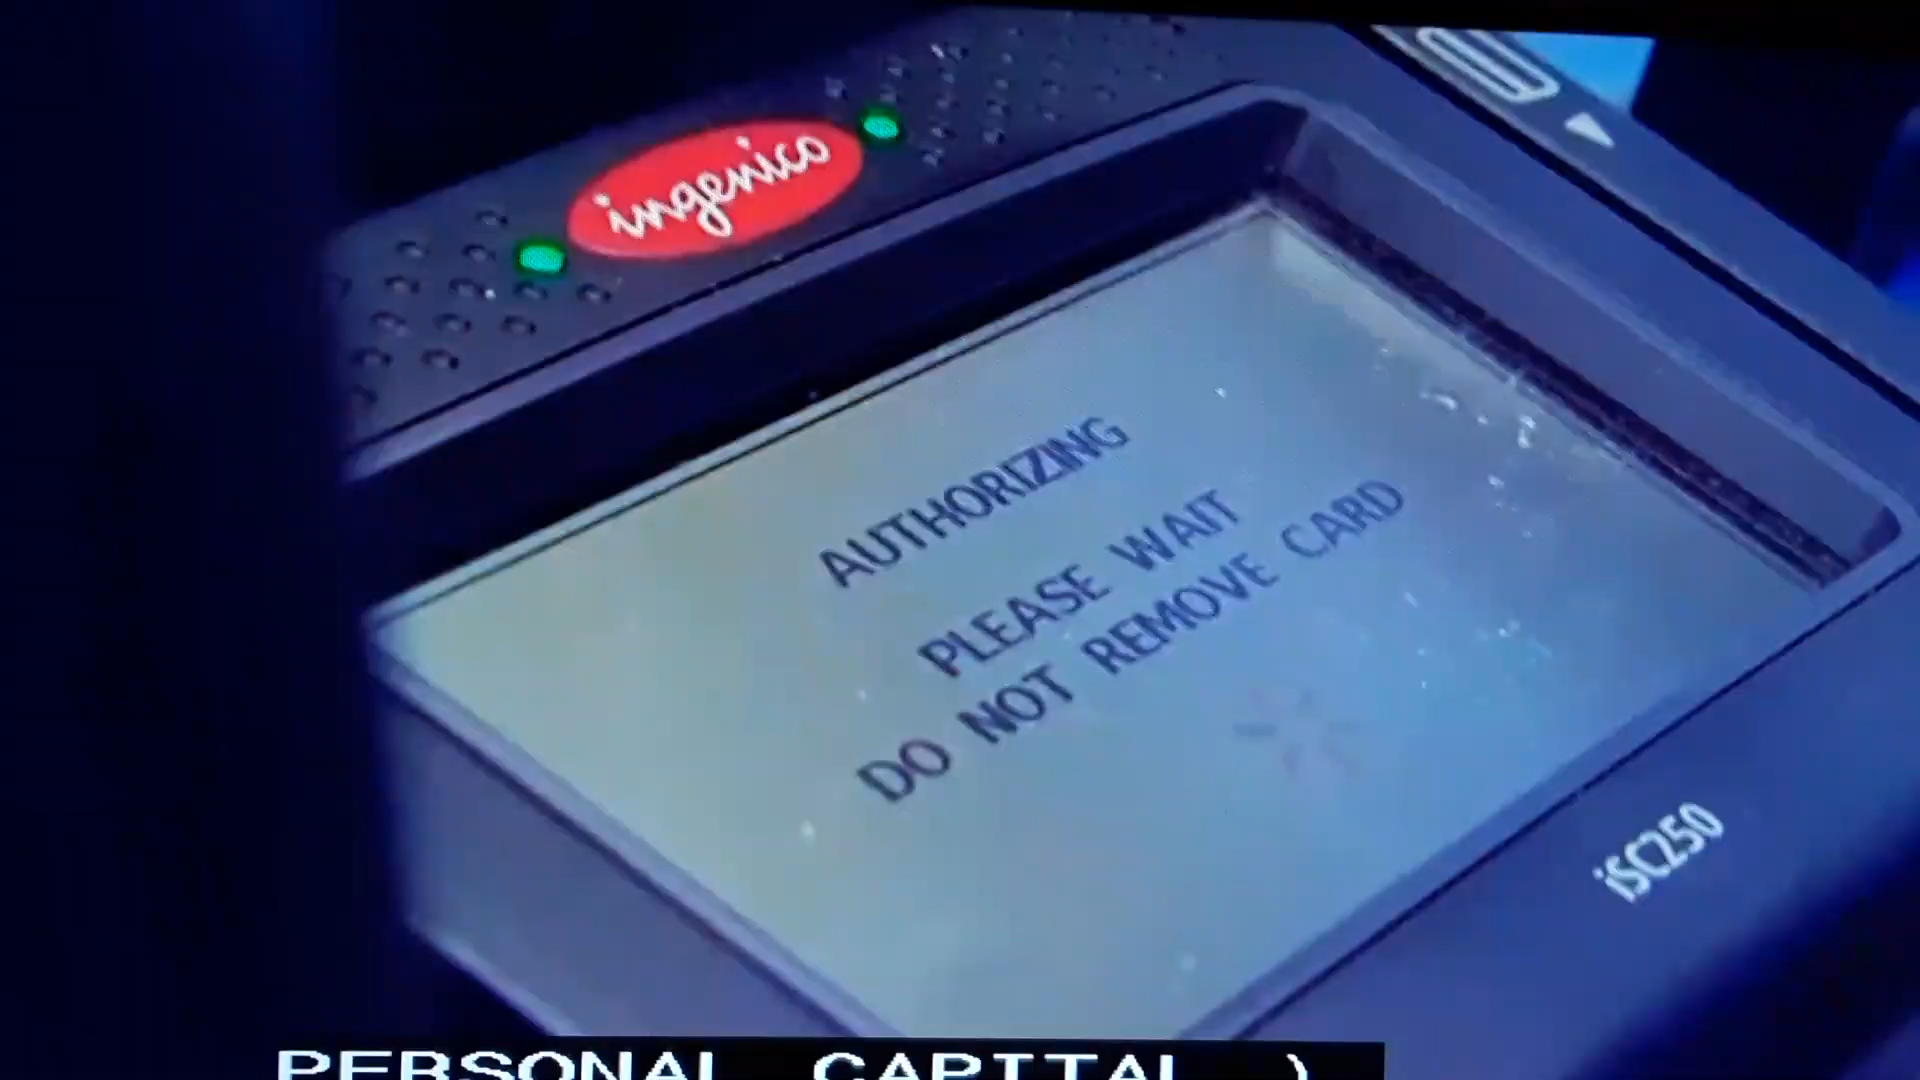 ingenico
AUTHORIZING
PLEASE WAIT
DO NOT REMOVE CARD
iSC250
PERSONAL CAPITAL )